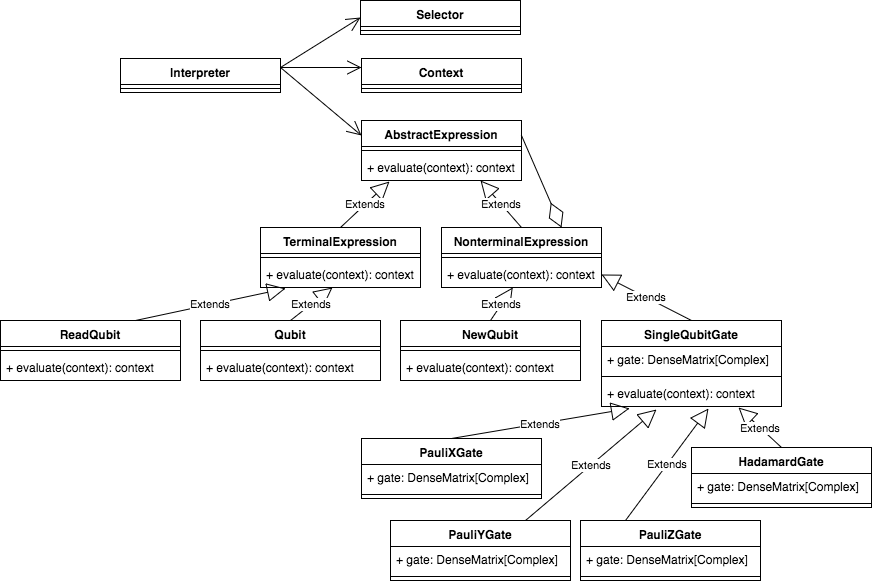 Selector
Interpreter
Context
AbstractExpression
+ evaluate(context): context
Extends
Extends
TerminalExpression
+ evaluate(context): context
NonterminalExpression
+ evaluate(context): context
Extends
Extends
Extends
Extends
ReadQubit
+ evaluate(context): context
Qubit
+ evaluate(context): context
NewQubit
+ evaluate(context): context
SingleQubitGate
+ gate: DenseMatrix[Complex]
+ evaluate(context): context
Extends
Extends
Extends
Extends
PauliXGate
+ gate: DenseMatrix[Complex]
HadamardGate
+ gate: DenseMatrix[Complex]
PauliYGate
+ gate: DenseMatrix[Complex]
PauliZGate
+ gate: DenseMatrix[Complex]